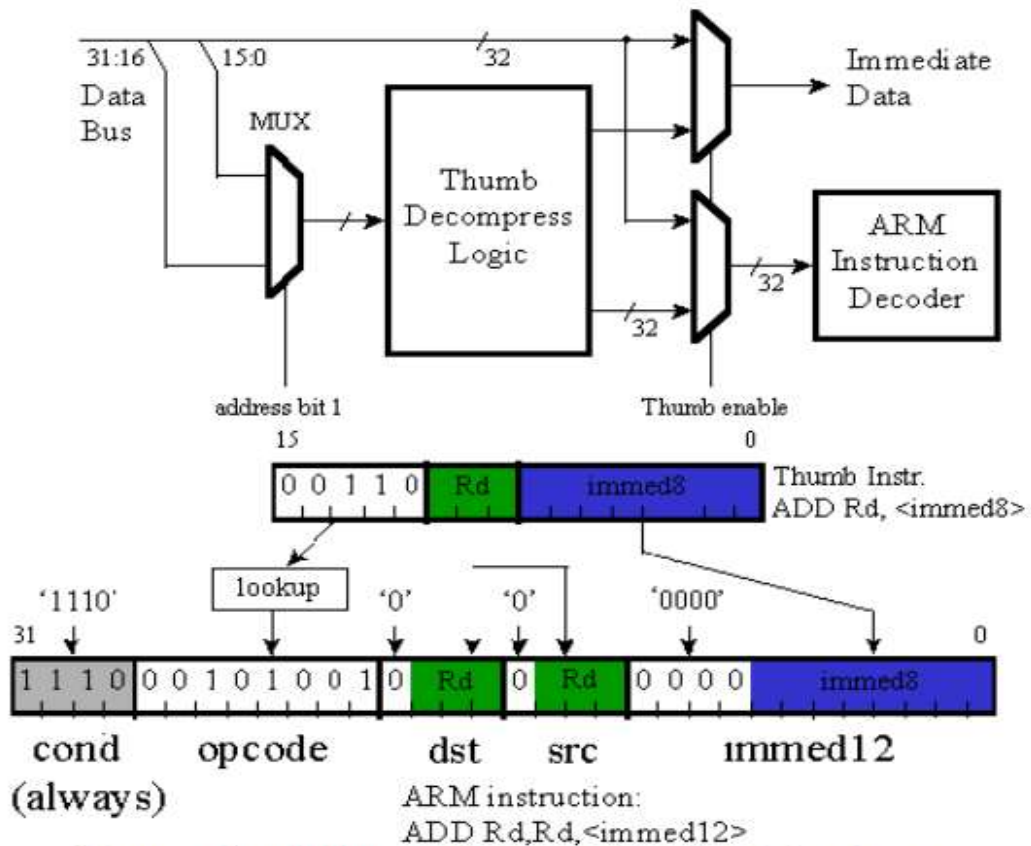 31:16
15:0
32
Data
Bus
MUX
Immediate
Data
Thumb
Decompress
Logic
ARM
Instruction
Decoder
32
32
address bit 1
Thumb enable
15
0
0 0 1 1 0 Rd immed8
Thumb Instr.
ADD Rd, <immed8>
lookup
‘1110’
‘0’
‘0’
‘0000’
31
0
1 1 1 0 0 0 1 0 1 0 0 1 0 Rd 0 Rd 0 0 0 0 immed8
cond
opcode
dst
src
immed12
(always)
ARM instruction:
ADD Rd,Rd,<immed12>